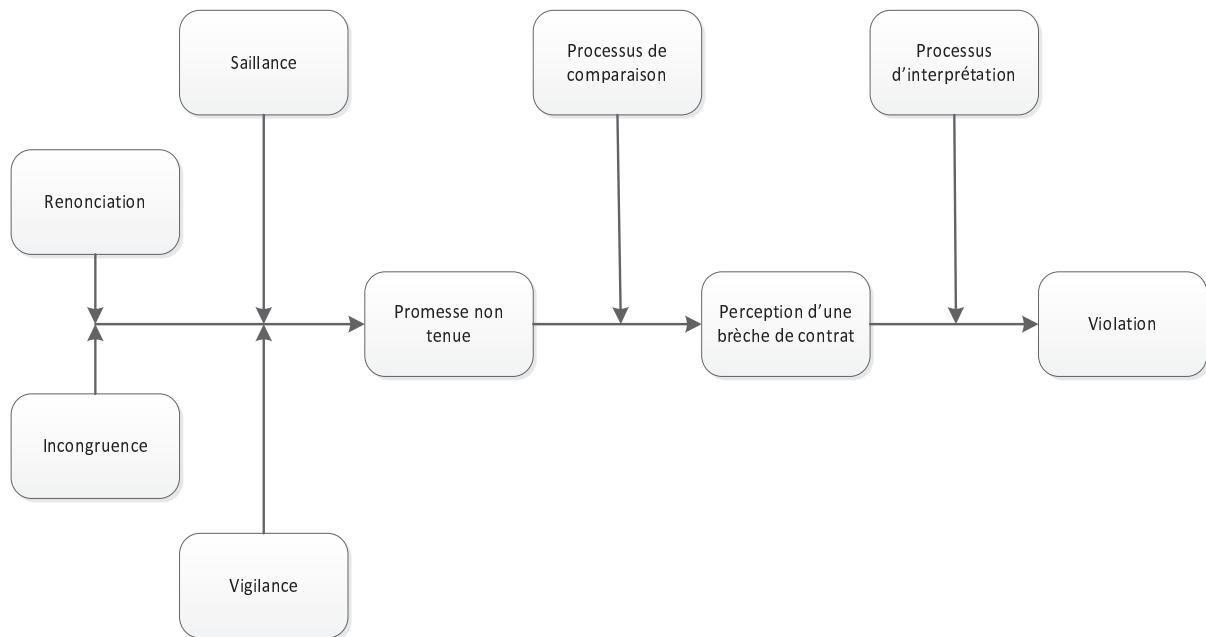 Saillance
Processus de
comparaison
Processus
d’interprétation
Renonciation
Promesse non
tenue
Perception d’une
brèche de contrat
Violation
Incongruence
Vigilance